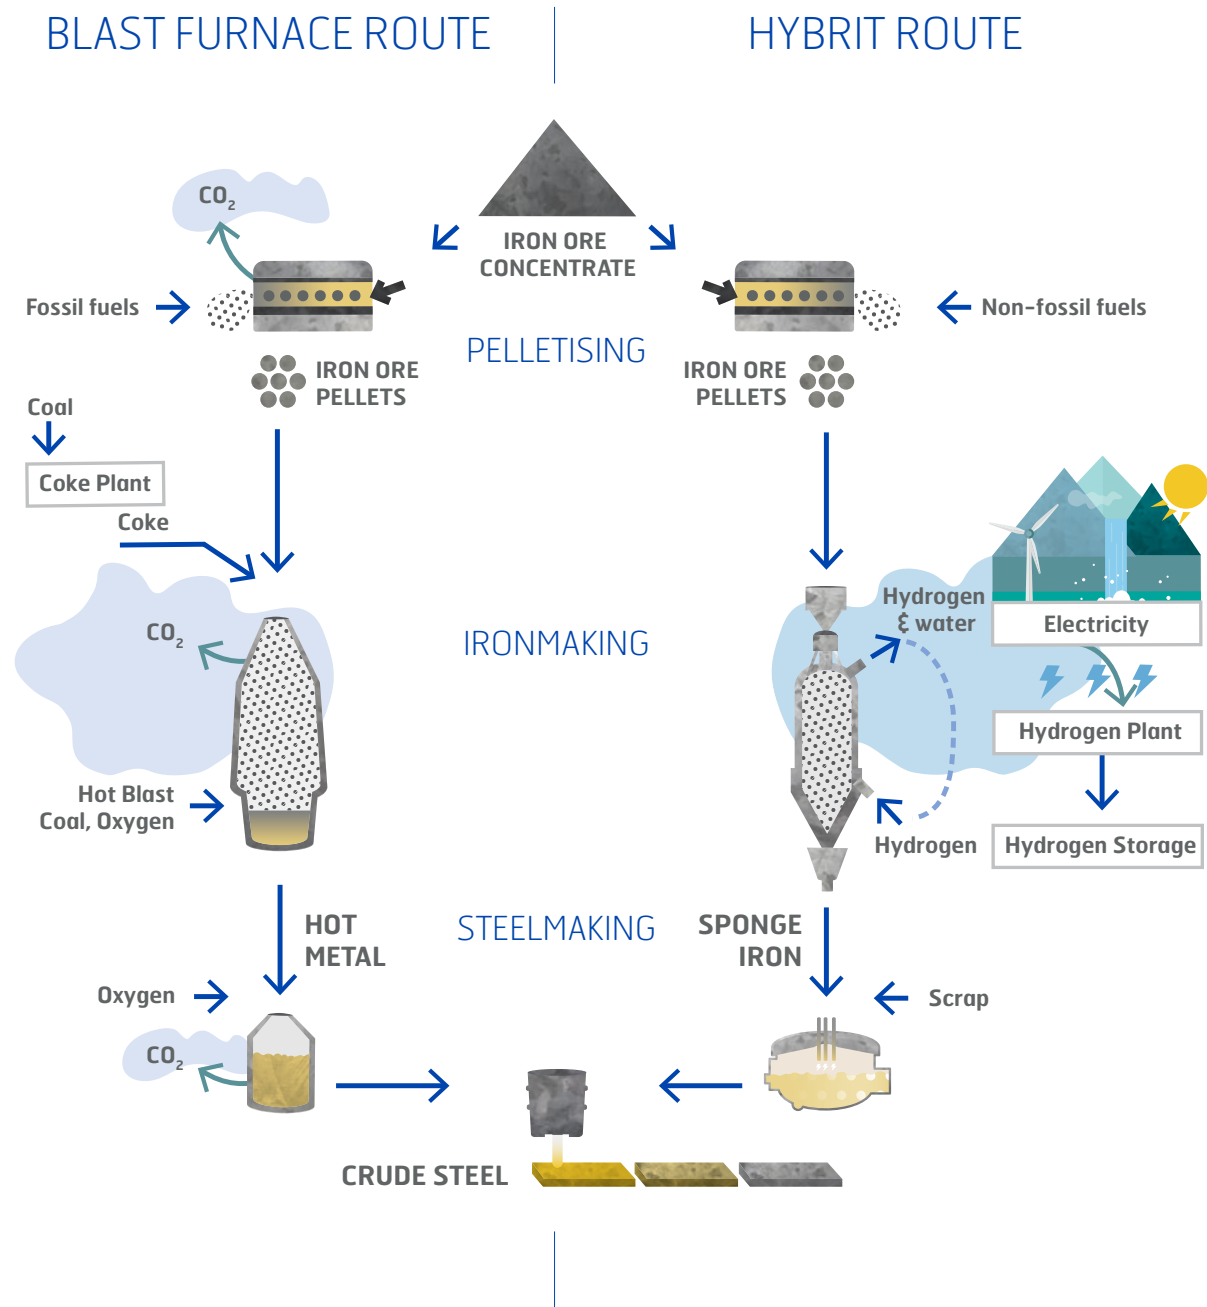 BLAST FURNACE ROUTE
HYBRIT ROUTE
CO₂
IRON ORE
CONCENTRATE
Fossil fuels
Non-fossil fuels
PELLETISING
IRON ORE
PELLETS
IRON ORE
PELLETS
Coal
Coke Plant
Coke
CO₂
IRONMAKING
Hydrogen
& water
Electricity
Hydrogen Plant
Hot Blast
Coal, Oxygen
Hydrogen
Hydrogen Storage
HOT
METAL
STEELMAKING
SPONGE
IRON
Oxygen
Scrap
CO₂
CRUDE STEEL